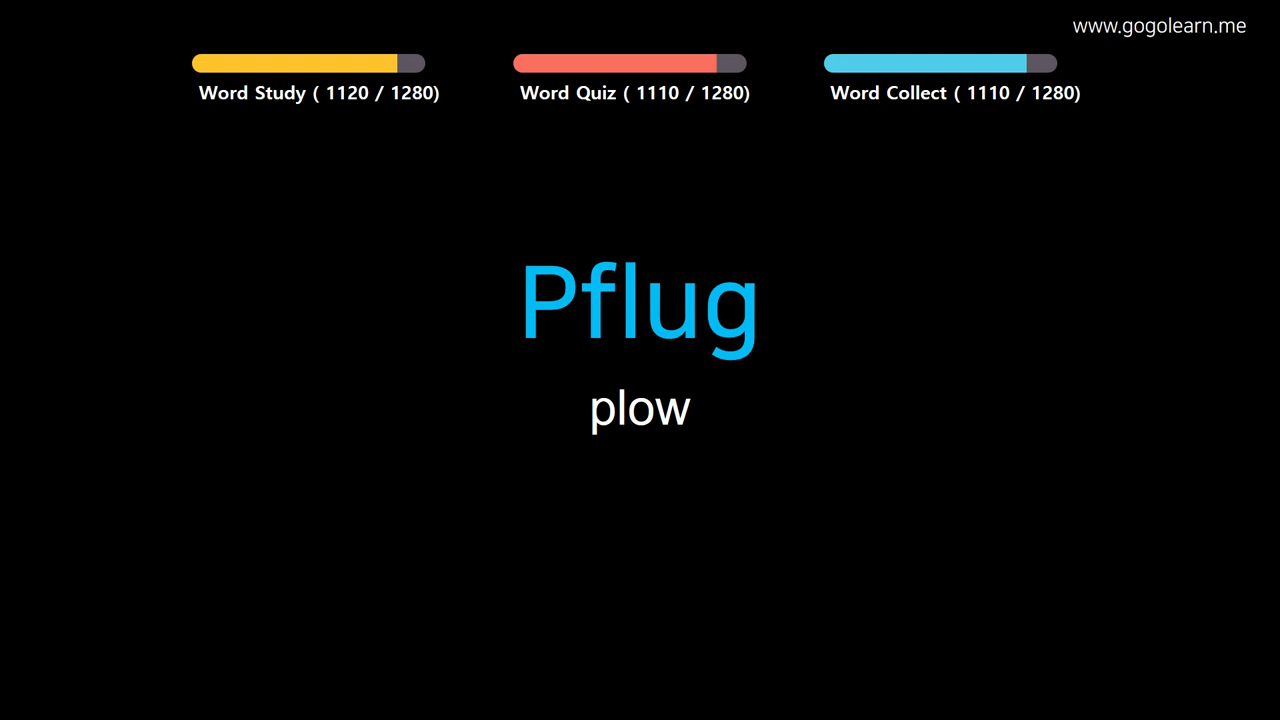 www.gogolearn.me
Word Study ( 1120 / 1280)
Word Quiz ( 1110 / 1280)
Word Collect ( 1110 / 1280)
Pflug
plow